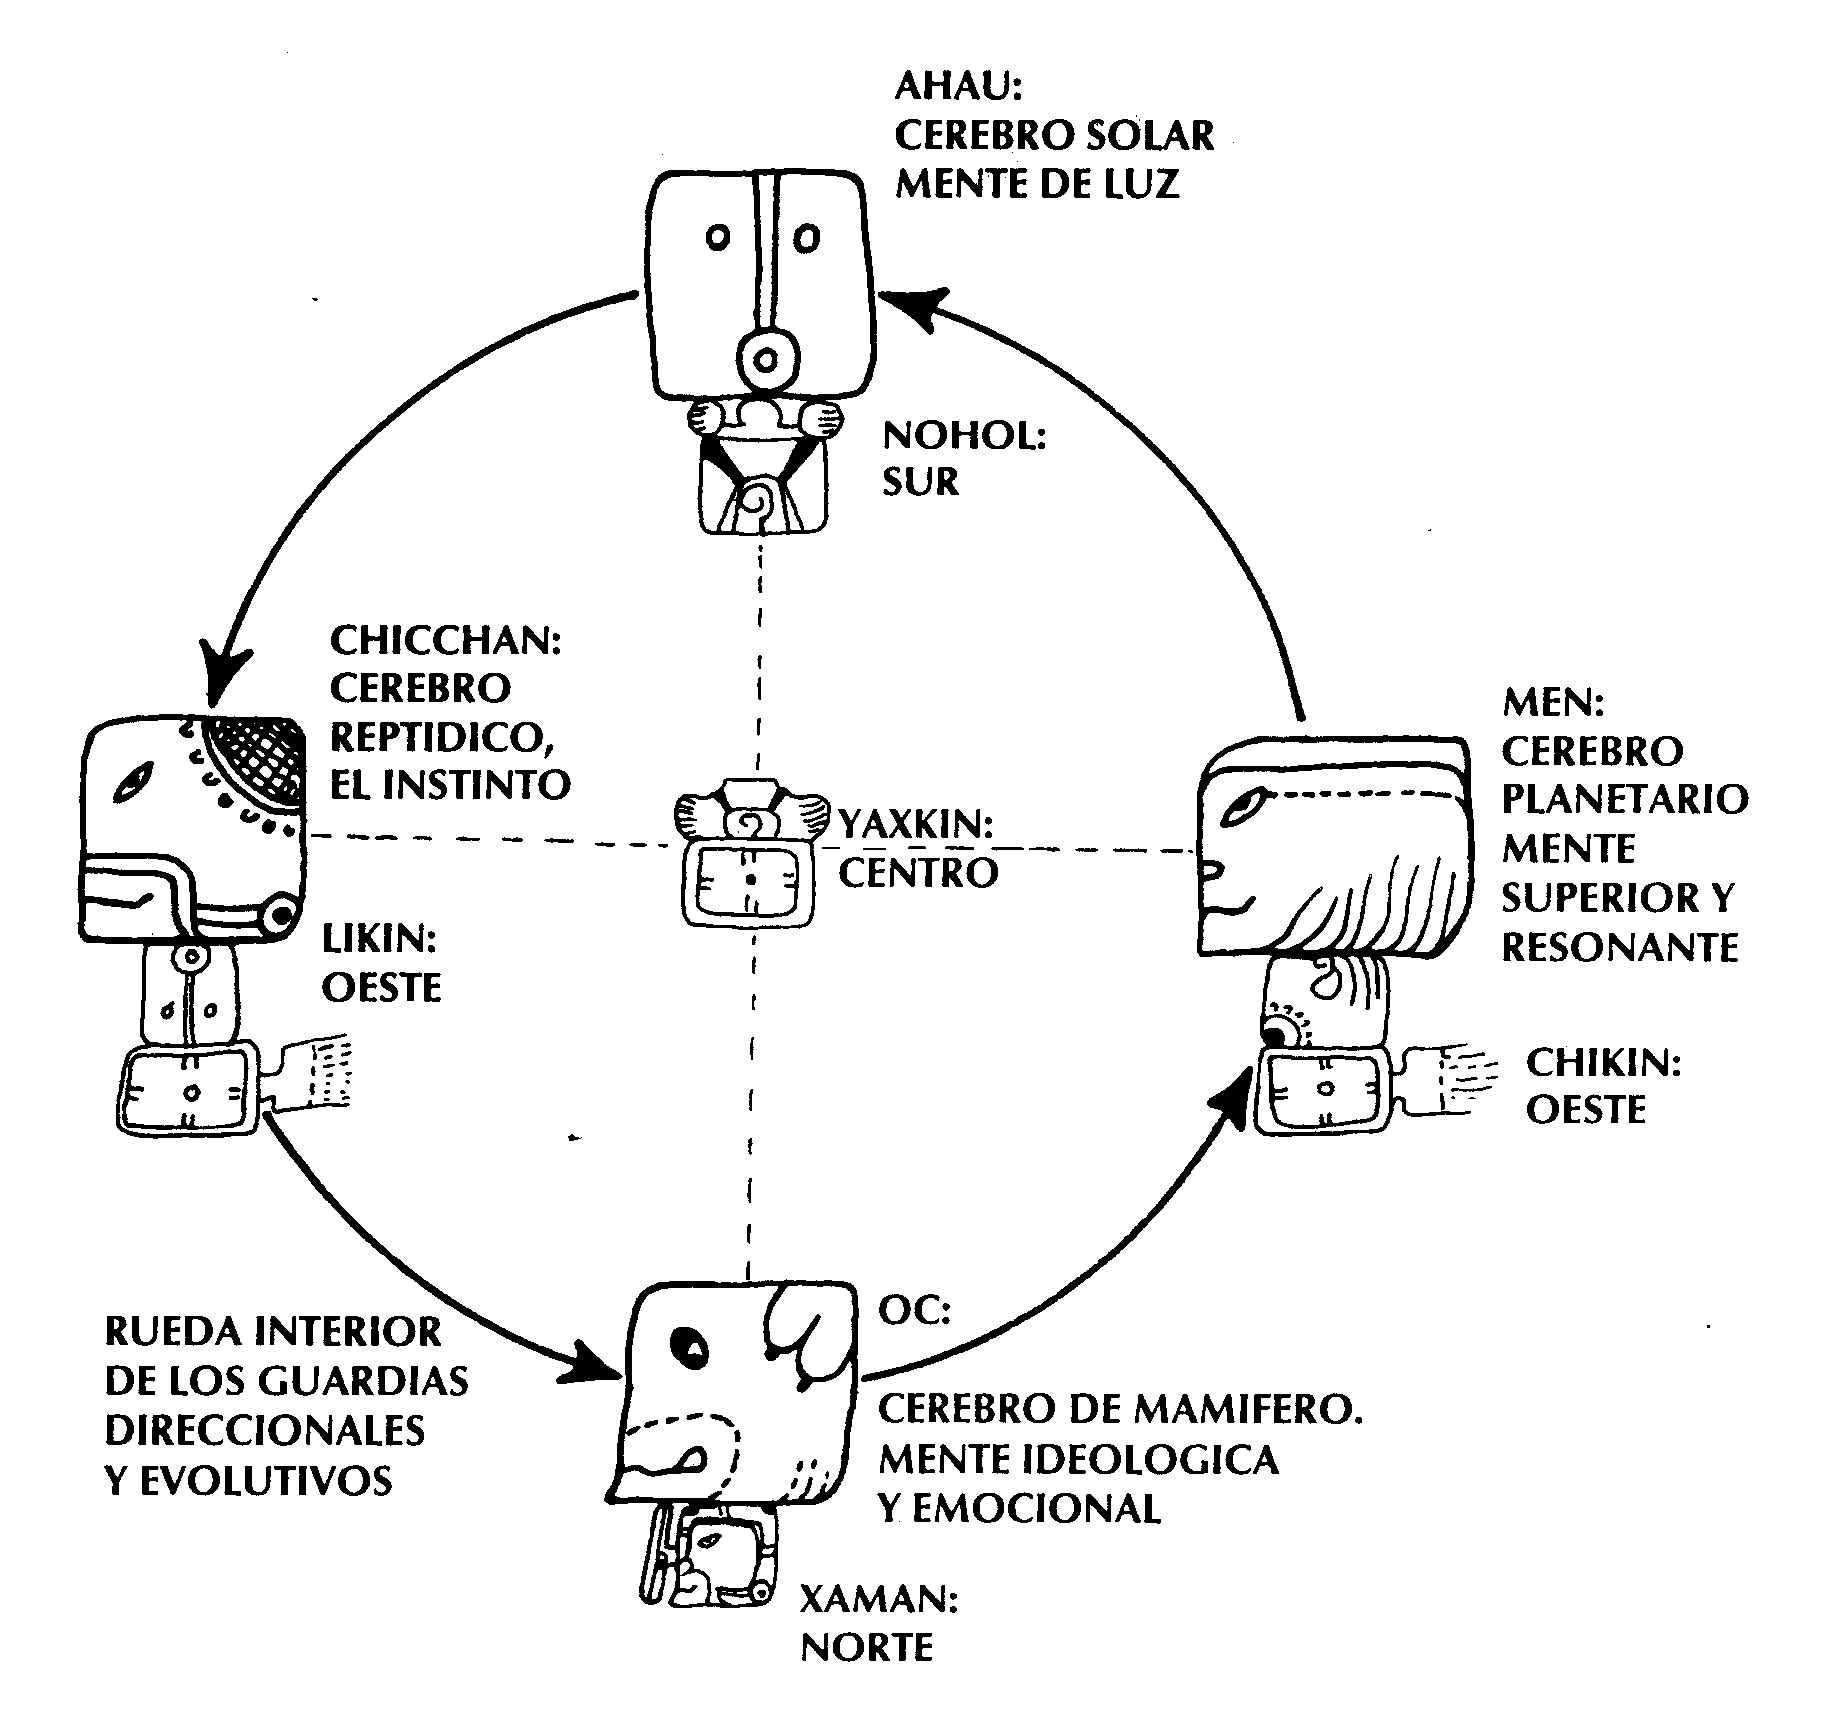 AHAU:
CEREBRO SOLAR
MENTE DE LUZ
NOHOL:
SUR
CHICCHAN:
CEREBRO
REPTIDICO,
EL INSTINTO
LIKIN:
OESTE
YAXKIN:
CENTRO
MEN:
CEREBRO
PLANETARIO
MENTE
SUPERIOR Y
RESONANTE
CHIKIN:
OESTE
RUEDA INTERIOR
DE LOS GUARDIAS
DIRECCIONALES
Y EVOLUTIVOS
OC:
CEREBRO DE MAMIFERO.
MENTE IDEOLOGICA
Y EMOCIONAL
XAMAN:
NORTE